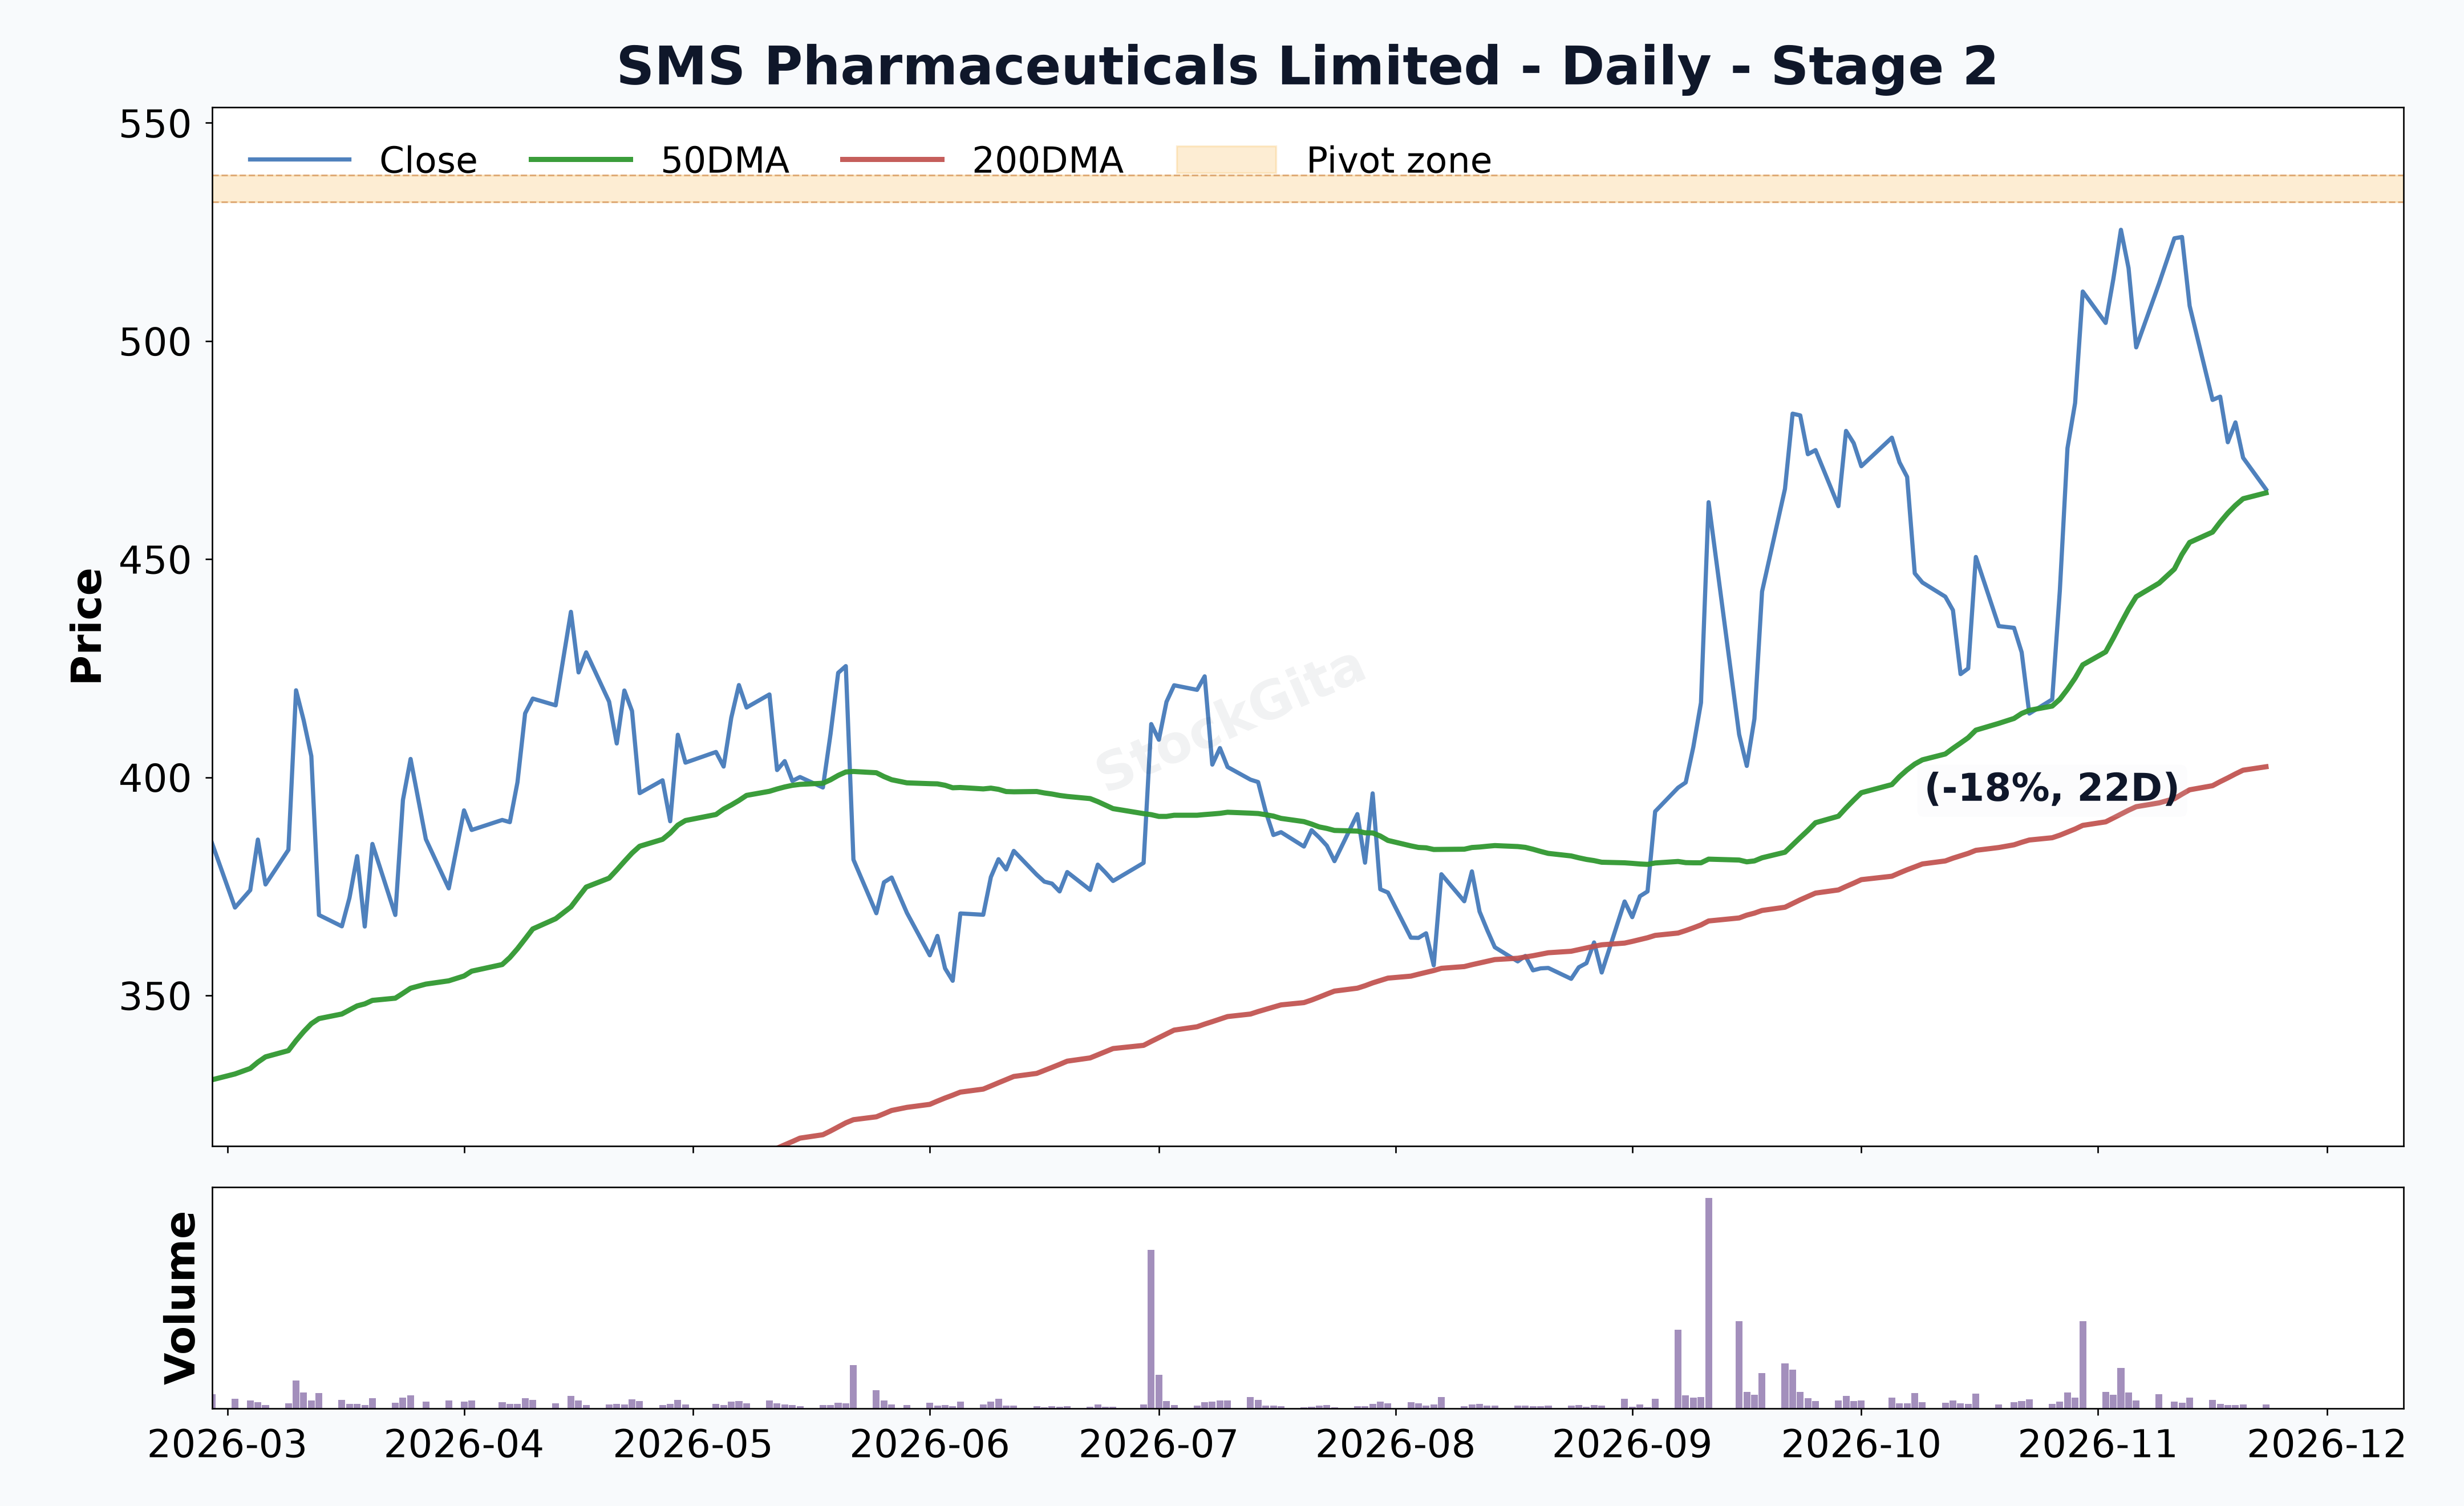 SMS Pharmaceuticals Limited - Daily - Stage 2
Close 50DMA 200DMA Pivot zone
Price
550
500
450
400
350
StockGita
(-18%, 22D)
Volume
2026-03 2026-04 2026-05 2026-06 2026-07 2026-08 2026-09 2026-10 2026-11 2026-12